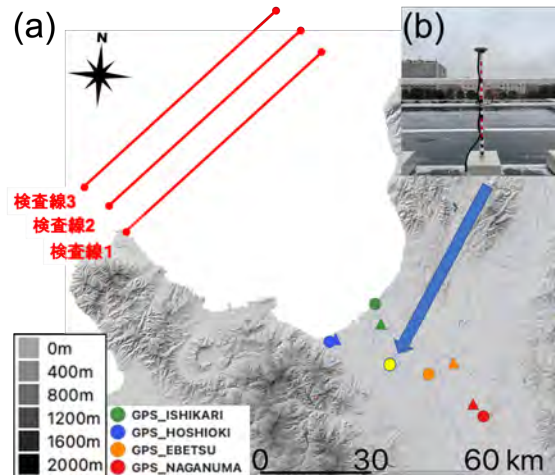 (a)
(b)
N
検査線3
検査線2
検査線1
0m
400m
800m
1200m
1600m
2000m
GPS_ISHIKARI
GPS_HOSHIOKI
GPS_EBETSU
GPS_NAGANUMA
0 30 60 km